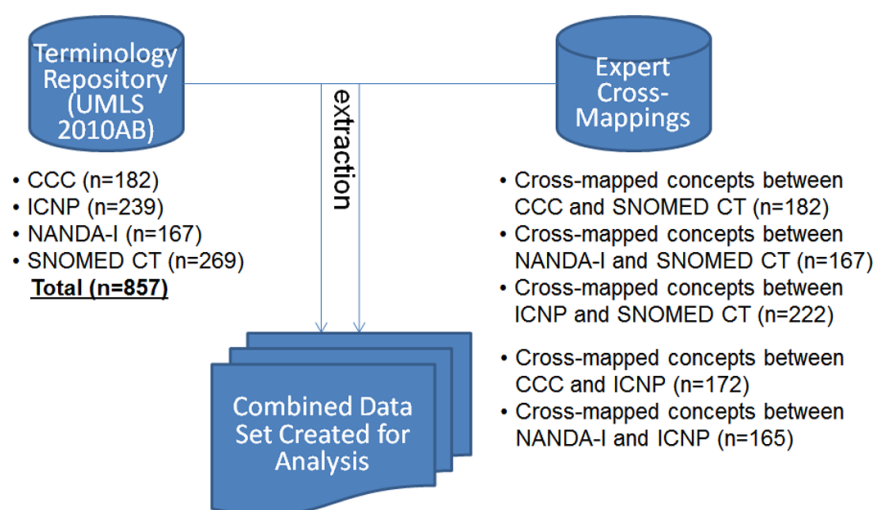 Terminology
Repository
(UMLS
2010AB)
• CCC (n=182)
• ICNP (n=239)
• NANDA-I (n=167)
• SNOMED CT (n=269)
Total (n=857)
extraction
Expert
Cross-
Mappings
• Cross-mapped concepts between
CCC and SNOMED CT (n=182)
• Cross-mapped concepts between
NANDA-I and SNOMED CT (n=167)
• Cross-mapped concepts between
ICNP and SNOMED CT (n=222)
• Cross-mapped concepts between
CCC and ICNP (n=172)
• Cross-mapped concepts between
NANDA-I and ICNP (n=165)
Combined Data
Set Created for
Analysis